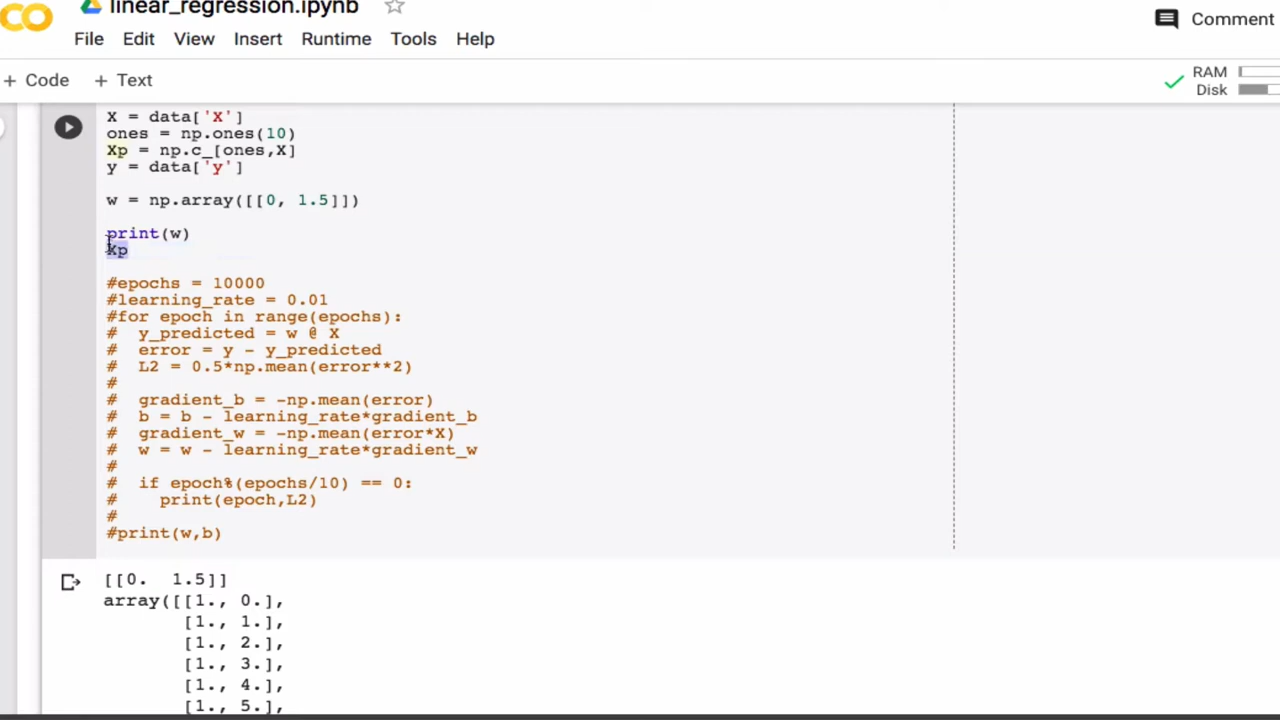 linear_regression.ipynb
Comment
File Edit View Insert Runtime Tools Help
+ Code + Text
RAM
Disk
X = data['X']
ones = np.ones(10)
Xp = np.c_[ones,X]
y = data['y']
w = np.array([[0, 1.5]])
print(w)
Xp
#epochs = 10000
#learning_rate = 0.01
#for epoch in range(epochs):
#  y_predicted = w @ X
#  error = y - y_predicted
#  L2 = 0.5*np.mean(error**2)
#
#  gradient_b = -np.mean(error)
#  b = b - learning_rate*gradient_b
#  gradient_w = -np.mean(error*X)
#  w = w - learning_rate*gradient_w
#
#  if epoch%(epochs/10) == 0:
#    print(epoch,L2)
#
#print(w,b)
[[0.  1.5]]
array([[1., 0.],
[1., 1.],
[1., 2.],
[1., 3.],
[1., 4.],
[1., 5.],